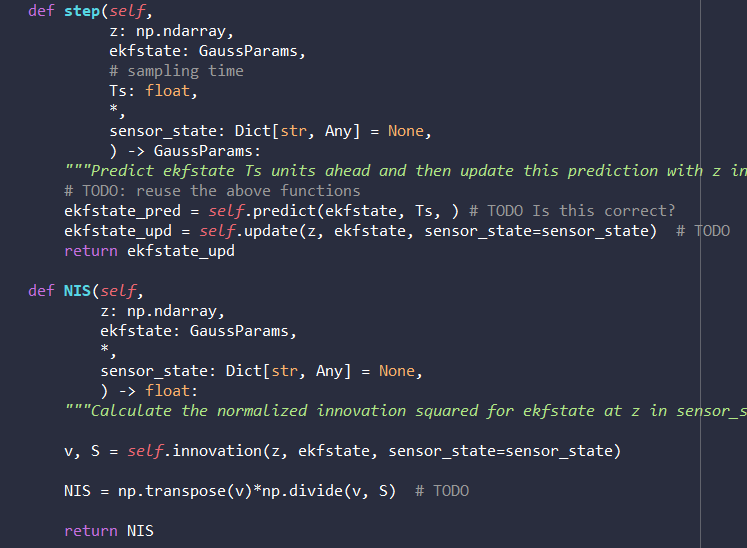 def step(self,
z: np.ndarray,
ekfstate: GaussParams,
# sampling time
Ts: float,
*,
sensor_state: Dict[str, Any] = None,
) -> GaussParams:
"""Predict ekfstate Ts units ahead and then update this prediction with z in
# TODO: reuse the above functions
ekfstate_pred = self.predict(ekfstate, Ts, ) # TODO Is this correct?
ekfstate_upd = self.update(z, ekfstate, sensor_state=sensor_state)  # TODO
return ekfstate_upd
def NIS(self,
z: np.ndarray,
ekfstate: GaussParams,
*,
sensor_state: Dict[str, Any] = None,
) -> float:
"""Calculate the normalized innovation squared for ekfstate at z in sensor_s
v, S = self.innovation(z, ekfstate, sensor_state=sensor_state)
NIS = np.transpose(v)*np.divide(v, S)  # TODO
return NIS